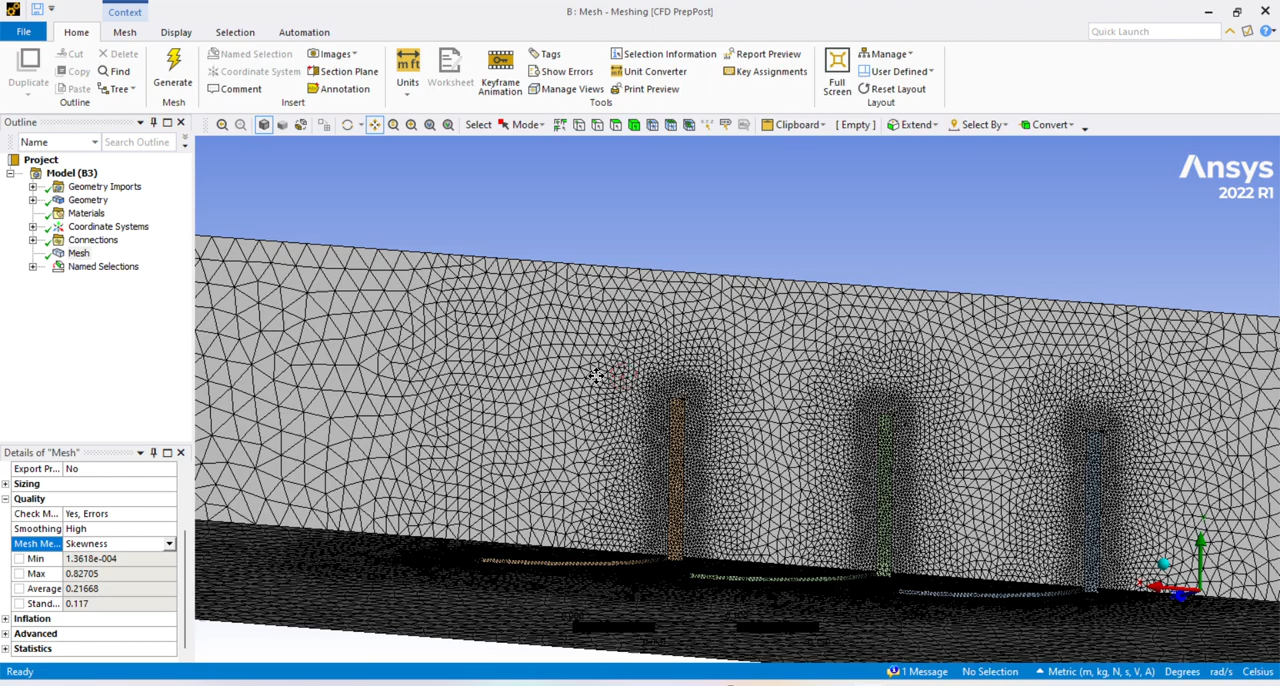 B : Mesh - Meshing [CFD PrepPost]
Context
File
Home
Mesh
Display
Selection
Automation
Quick Launch
Duplicate
Cut
Copy
Paste
Delete
Find
Tree
Outline
Generate
Mesh
Named Selection
Coordinate System
Comment
Images
Section Plane
Annotation
Insert
Units
Worksheet
Keyframe
Animation
Tags
Show Errors
Manage Views
Selection Information
Unit Converter
Print Preview
Report Preview
Key Assignments
Tools
Full
Screen
Manage
User Defined
Reset Layout
Layout
Outline
Select
Mode
Clipboard
[ Empty ]
Extend
Select By
Convert
Name
Search Outline
Project
Model (B3)
Geometry Imports
Geometry
Materials
Coordinate Systems
Connections
Mesh
Named Selections
Ansys
2022 R1
Details of "Mesh"
Export Pr... No
Sizing
Quality
Check M... Yes, Errors
Smoothing High
Mesh Me... Skewness
Min 1.3618e-004
Max 0.82705
Average 0.21668
Stand... 0.117
Inflation
Advanced
Statistics
Ready
1 Message
No Selection
Metric (m, kg, N, s, V, A)
Degrees
rad/s
Celsius